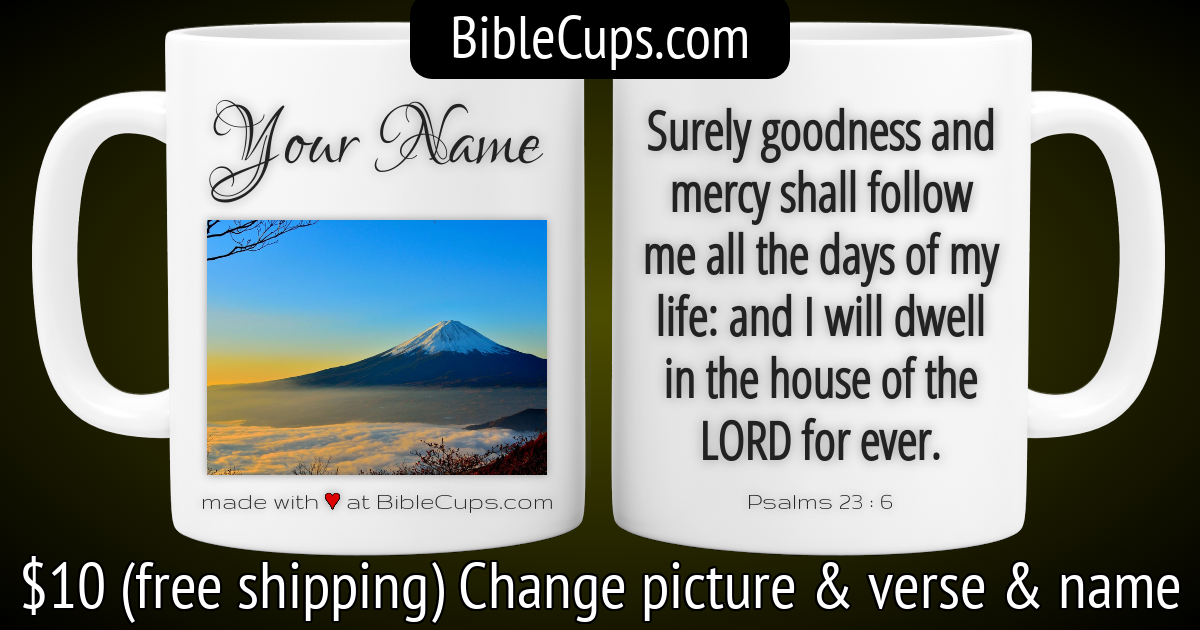 BibleCups.com
Your Name
made with ♥ at BibleCups.com
Surely goodness and
mercy shall follow
me all the days of my
life: and I will dwell
in the house of the
LORD for ever.
Psalms 23 : 6
$10 (free shipping) Change picture & verse & name